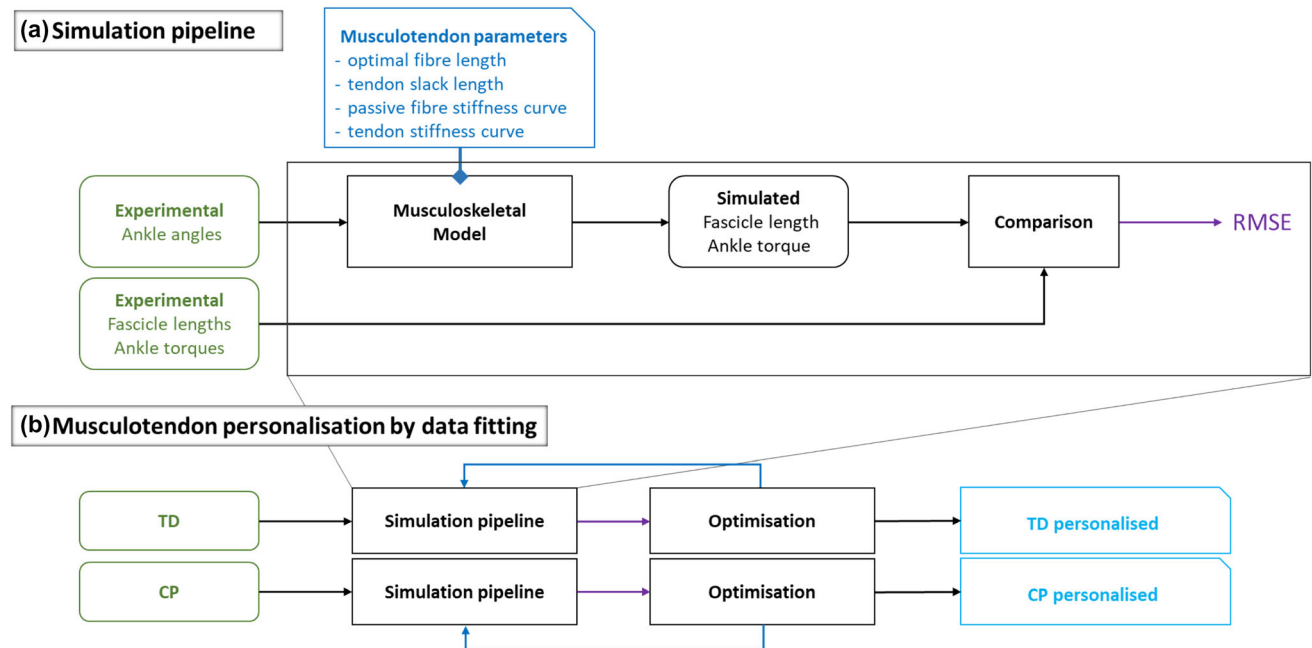 (a) Simulation pipeline
Musculotendon parameters
- optimal fibre length
- tendon slack length
- passive fibre stiffness curve
- tendon stiffness curve
Experimental
Ankle angles
Musculoskeletal
Model
Simulated
Fascicle length
Ankle torque
Comparison
RMSE
Experimental
Fascicle lengths
Ankle torques
(b) Musculotendon personalisation by data fitting
TD
Simulation pipeline
Optimisation
TD personalised
CP
Simulation pipeline
Optimisation
CP personalised